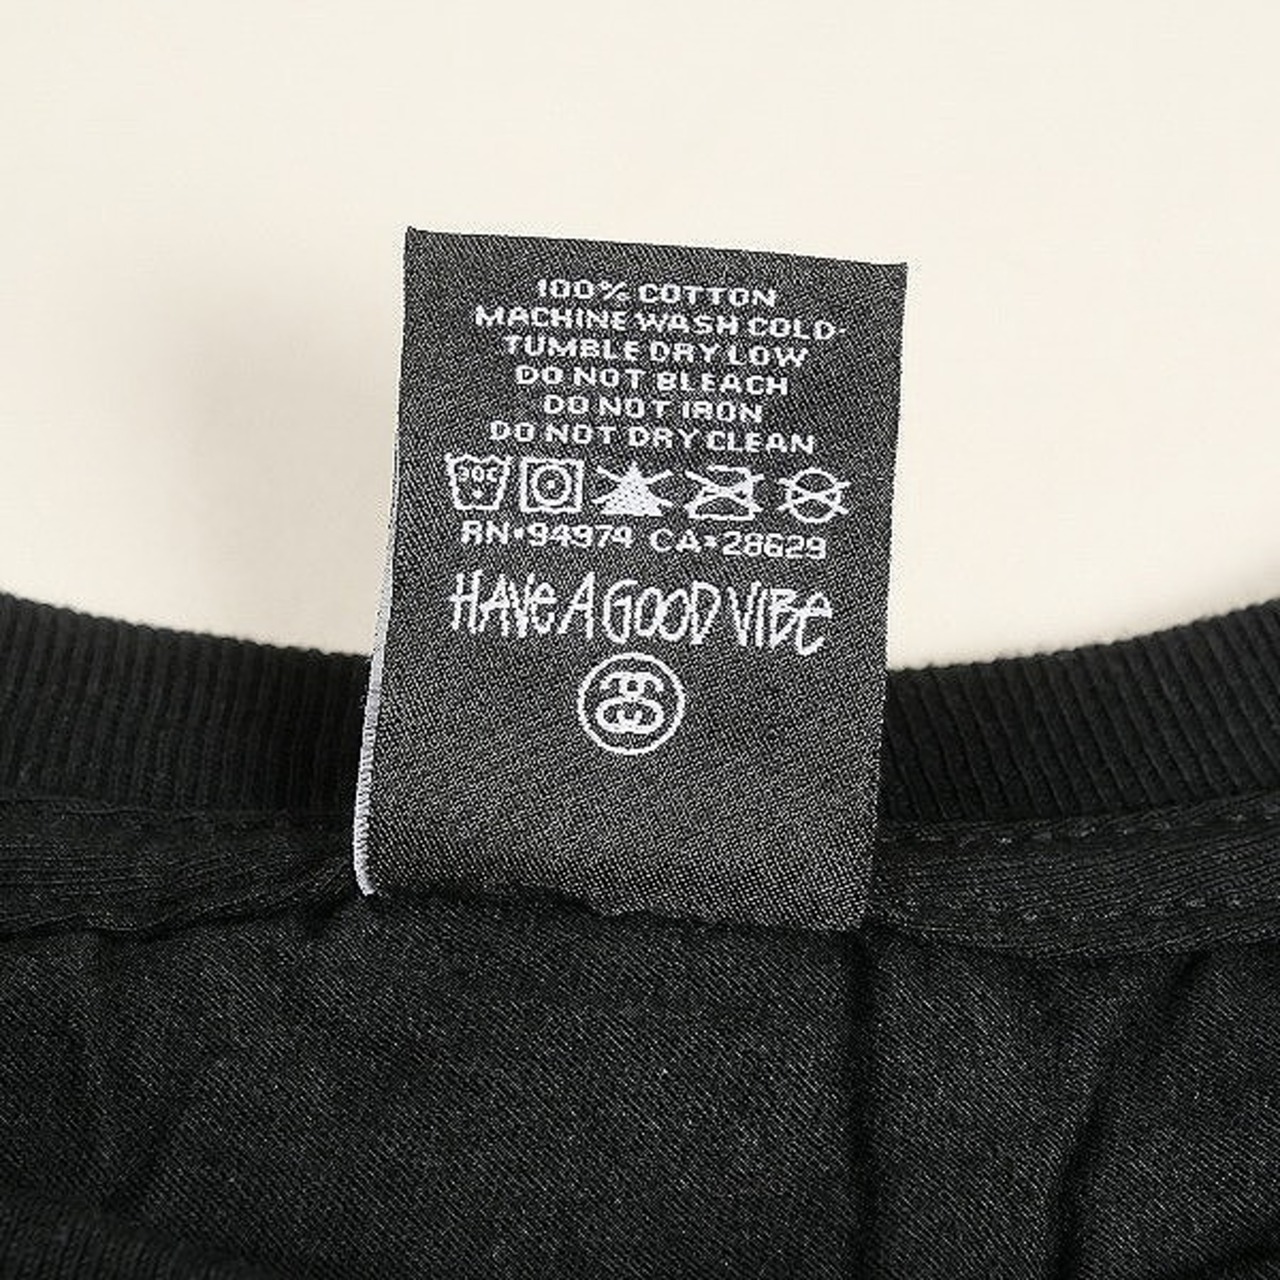 100% COTTON
MACHINE WASH COLD·
TUMBLE DRY LOW
DO NOT BLEACH
DO NOT IRON
DO NOT DRY CLEAN
30C
RN•94974 CA•28629
HAVE A GOOD VIBE